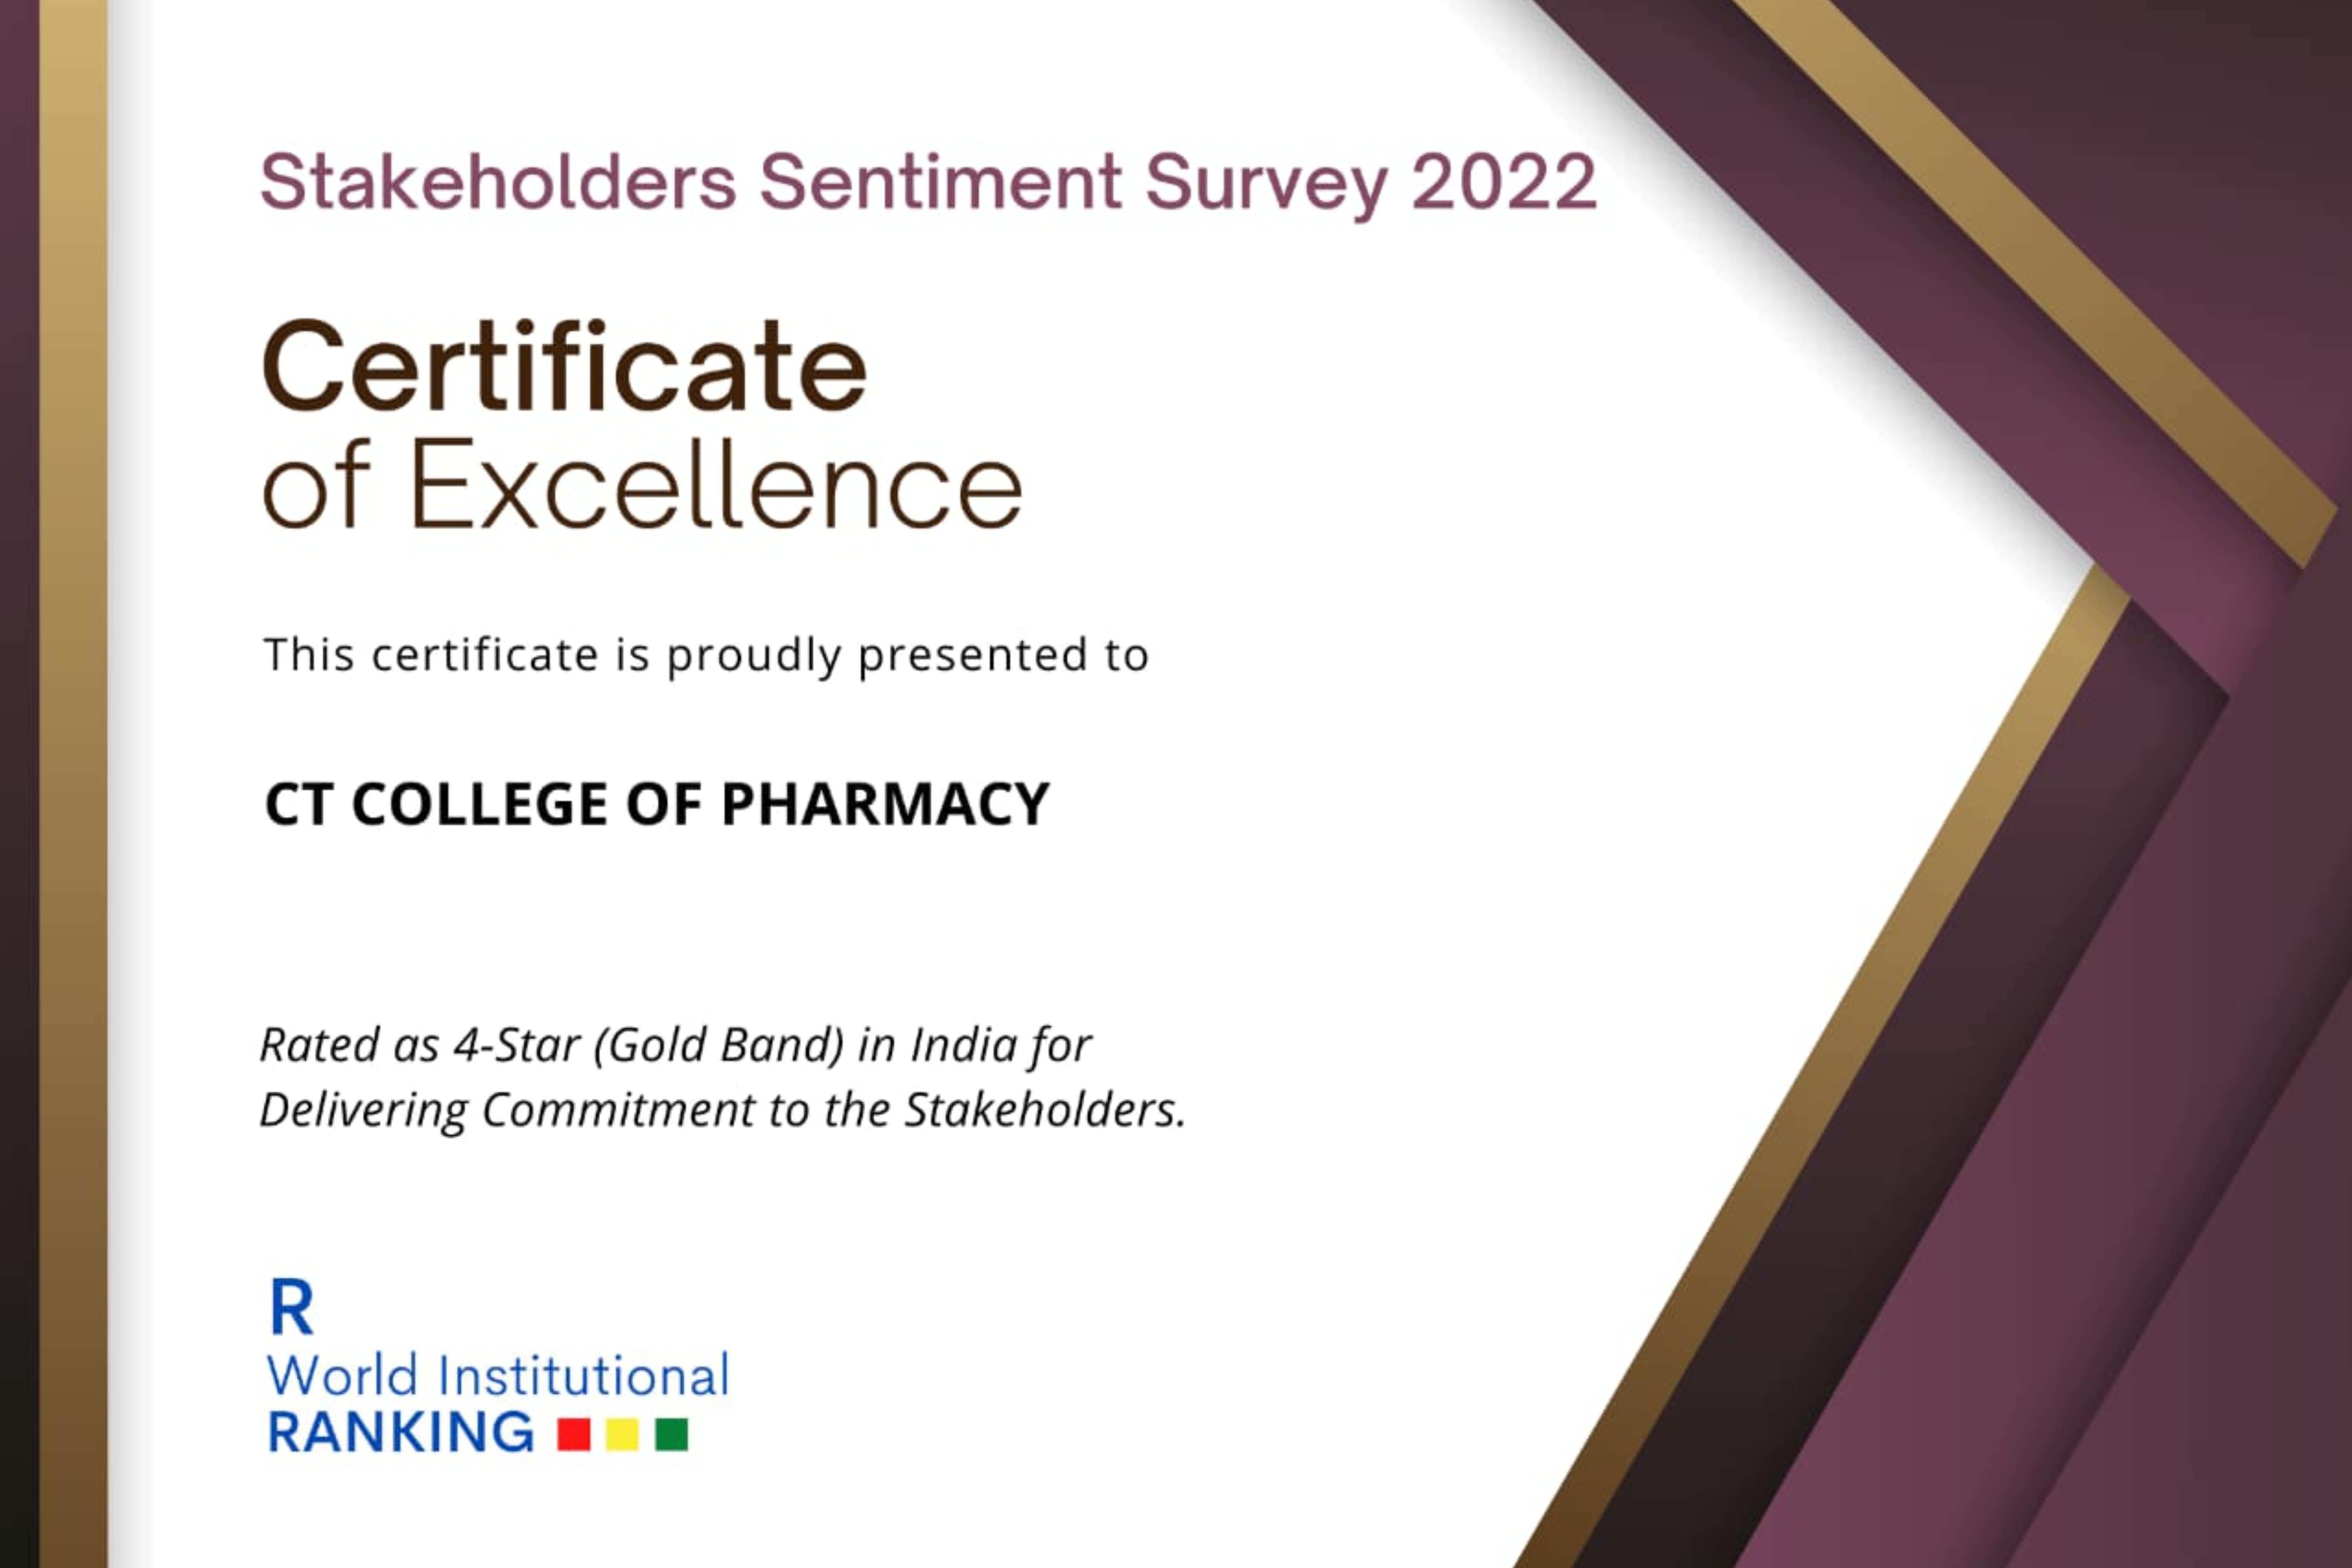 Stakeholders Sentiment Survey 2022
Certificate
of Excellence
This certificate is proudly presented to
CT COLLEGE OF PHARMACY
Rated as 4-Star (Gold Band) in India for
Delivering Commitment to the Stakeholders.
R
World Institutional
RANKING